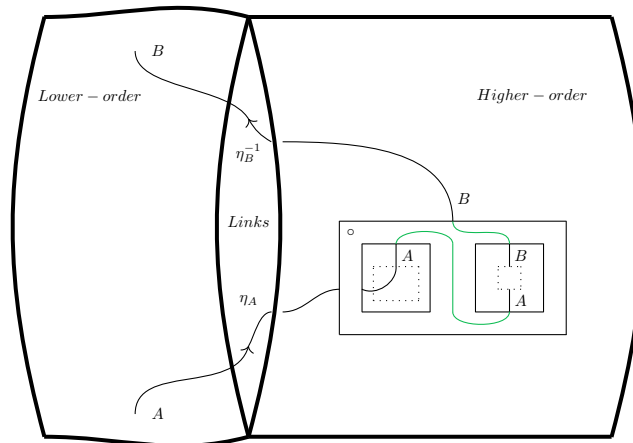 B
Lower – order
Higher – order
η_B^{-1}
B
Links
∘
A
B
η_A
A
A